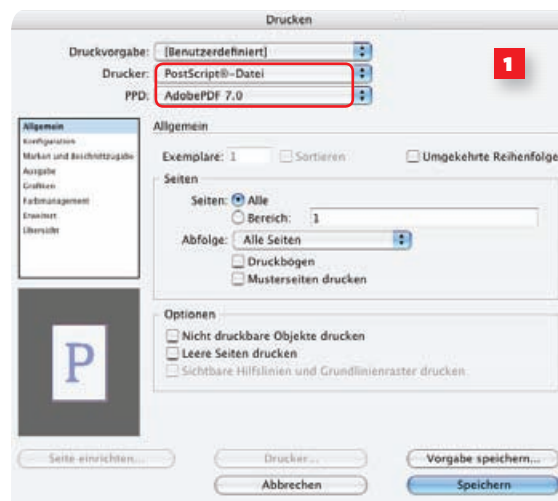 Drucken
Druckvorgabe: [Benutzerdefiniert]
Drucker: PostScript®-Datei
PPD: AdobePDF 7.0
1
Allgemein
Konfiguration
Marken und Beschnittzugabe
Ausgabe
Grafiken
Farbmanagement
Erweitert
Übersicht
Allgemein
Exemplare: 1 Sortieren Umgekehrte Reihenfolge
Seiten
Seiten: Alle
Bereich: 1
Abfolge: Alle Seiten
Druckbögen
Musterseiten drucken
Optionen
Nicht druckbare Objekte drucken
Leere Seiten drucken
Sichtbare Hilfslinien und Grundlinienraster drucken
P
Seite einrichten... Drucker... Vorgabe speichern...
Abbrechen Speichern